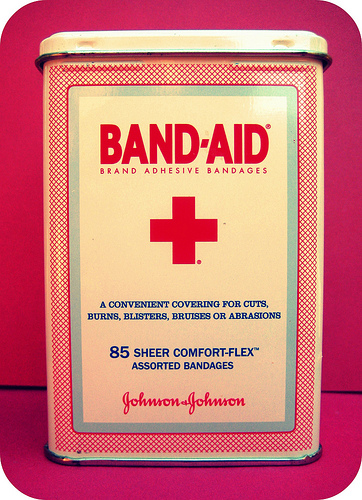 BAND-AID®
BRAND ADHESIVE BANDAGES
®
A CONVENIENT COVERING FOR CUTS,
BURNS, BLISTERS, BRUISES OR ABRASIONS
85 SHEER COMFORT-FLEX™
ASSORTED BANDAGES
Johnson & Johnson